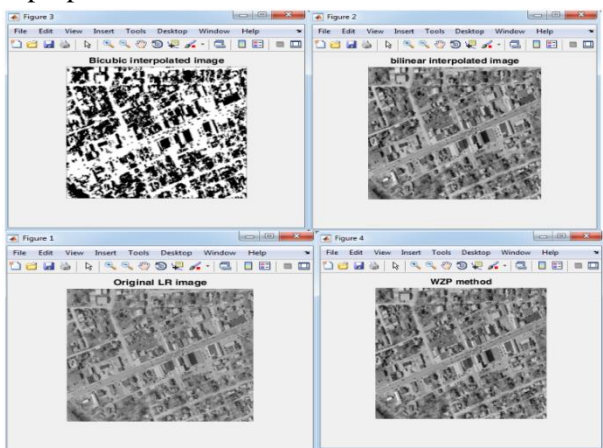 Figure 3
File Edit View Insert Tools Desktop Window Help
Bicubic interpolated image
Figure 2
File Edit View Insert Tools Desktop Window Help
bilinear interpolated image
Figure 1
File Edit View Insert Tools Desktop Window Help
Original LR image
Figure 4
File Edit View Insert Tools Desktop Window Help
WZP method